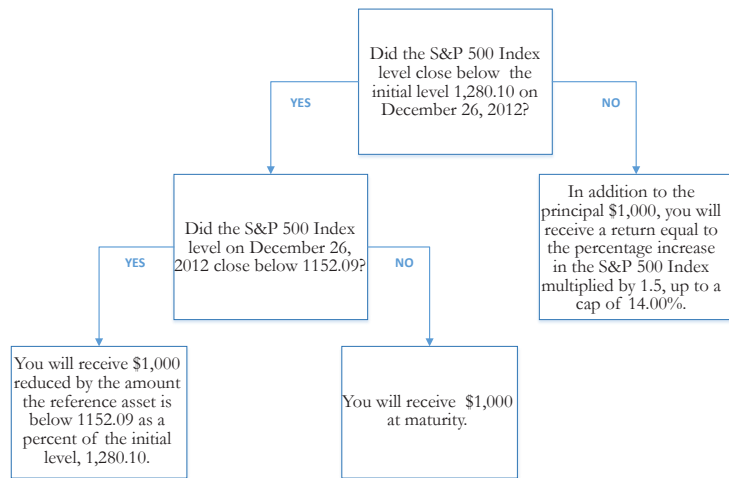 Did the S&P 500 Index
level close below the
initial level 1,280.10 on
December 26, 2012?
YES
NO
Did the S&P 500 Index
level on December 26,
2012 close below 1152.09?
In addition to the
principal $1,000, you will
receive a return equal to
the percentage increase
in the S&P 500 Index
multiplied by 1.5, up to a
cap of 14.00%.
YES
NO
You will receive $1,000
reduced by the amount
the reference asset is
below 1152.09 as a
percent of the initial
level, 1,280.10.
You will receive $1,000
at maturity.